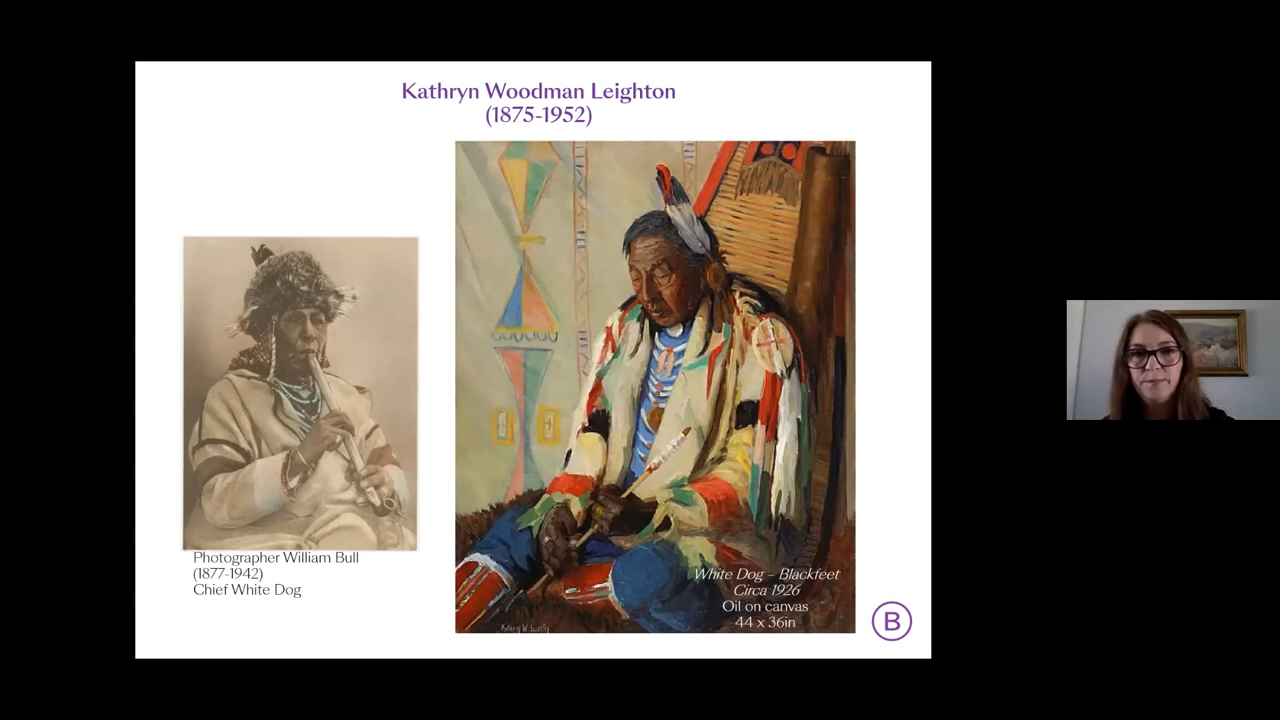 Kathryn Woodman Leighton
(1875-1952)
Photographer William Bull
(1877-1942)
Chief White Dog
White Dog – Blackfeet
Circa 1926
Oil on canvas
44 x 36in
B